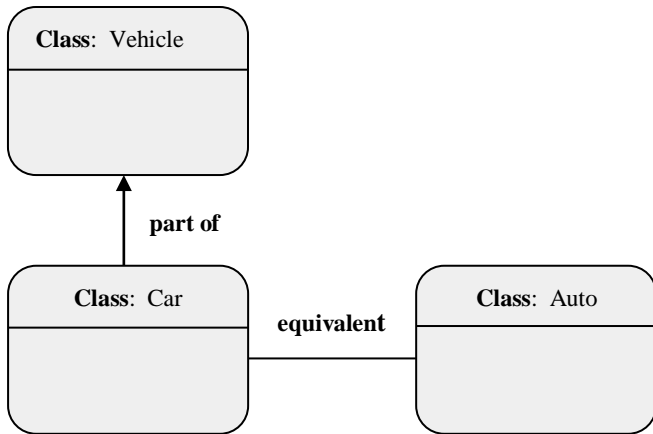 Class: Vehicle
part of
Class: Car
equivalent
Class: Auto